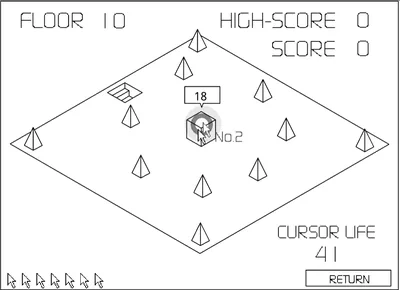 FLOOR 10
HIGH-SCORE 0
SCORE 0
18
No.2
CURSOR LIFE
41
RETURN